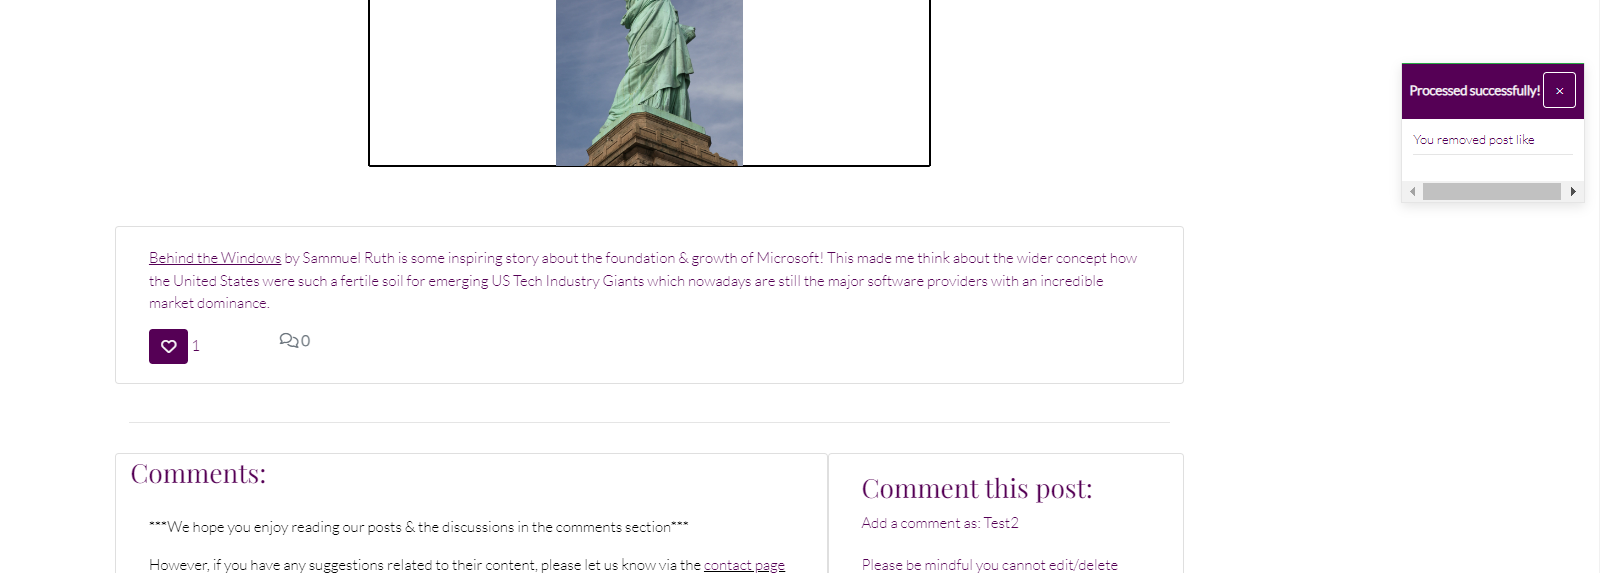 Processed successfully! ×
You removed post like
Behind the Windows by Sammuel Ruth is some inspiring story about the foundation & growth of Microsoft! This made me think about the wider concept how
the United States were such a fertile soil for emerging US Tech Industry Giants which nowadays are still the major software providers with an incredible
market dominance.
1
0
Comments:
***We hope you enjoy reading our posts & the discussions in the comments section***
However, if you have any suggestions related to their content, please let us know via the contact page
Comment this post:
Add a comment as: Test2
Please be mindful you cannot edit/delete